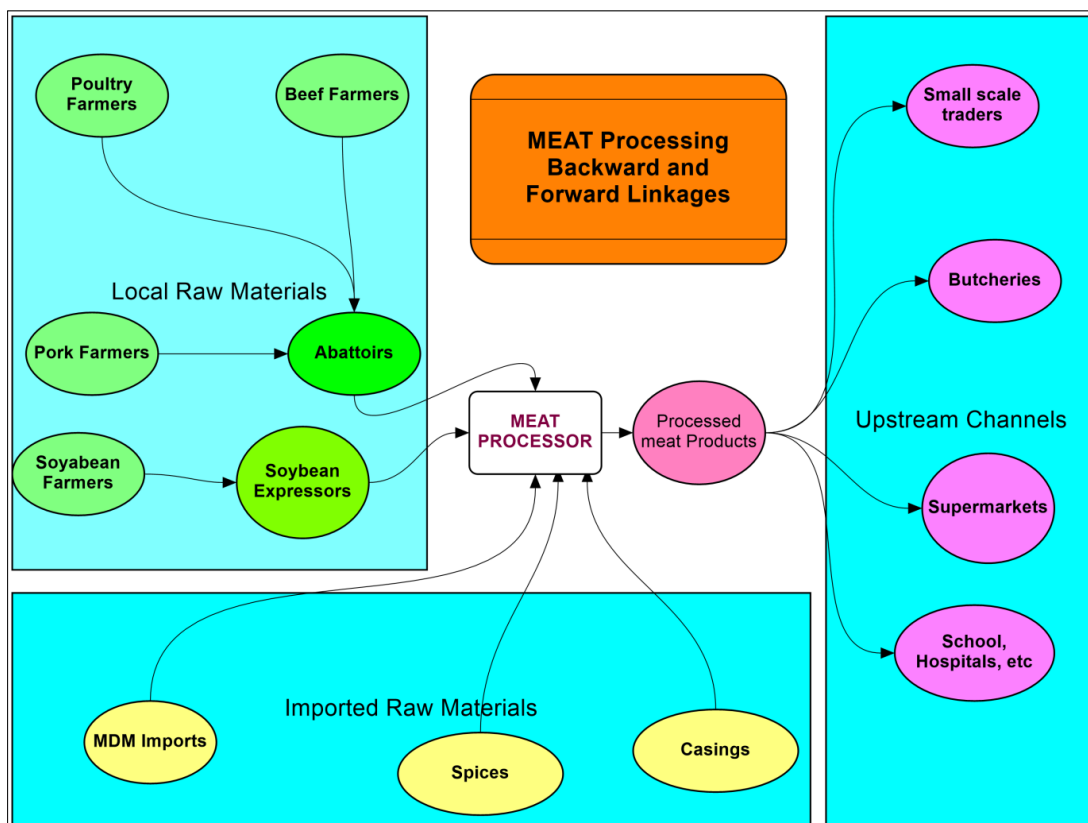 Poultry
Farmers
Beef Farmers
MEAT Processing
Backward and
Forward Linkages
Small scale
traders
Local Raw Materials
Butcheries
Pork Farmers
Abattoirs
MEAT
PROCESSOR
Processed
meat Products
Upstream Channels
Soyabean
Farmers
Soybean
Expressors
Supermarkets
School,
Hospitals, etc
Imported Raw Materials
MDM Imports
Spices
Casings